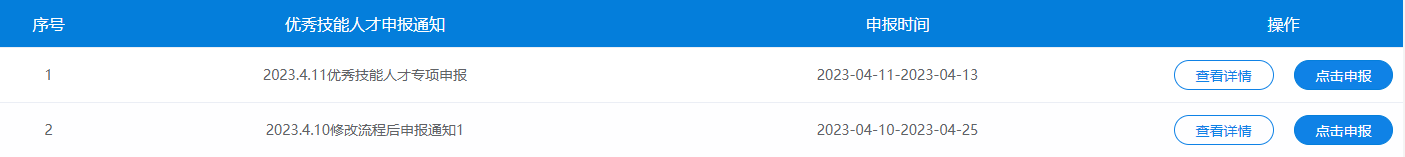 序号 优秀技能人才申报通知 申报时间 操作
1 2023.4.11优秀技能人才专项申报 2023-04-11-2023-04-13 查看详情 点击申报
2 2023.4.10修改流程后申报通知1 2023-04-10-2023-04-25 查看详情 点击申报